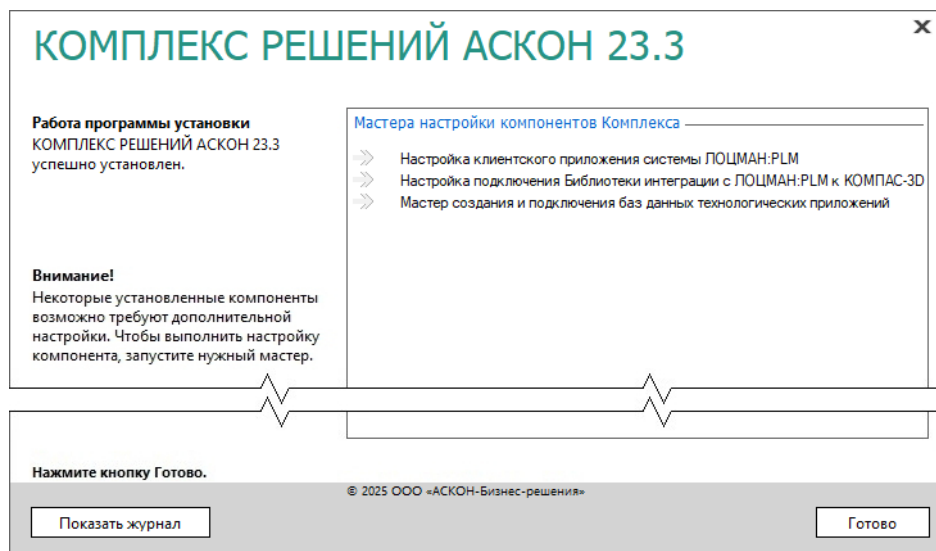 КОМПЛЕКС РЕШЕНИЙ АСКОН 23.3
Работа программы установки
КОМПЛЕКС РЕШЕНИЙ АСКОН 23.3
успешно установлен.
Внимание!
Некоторые установленные компоненты
возможно требуют дополнительной
настройки. Чтобы выполнить настройку
компонента, запустите нужный мастер.
Мастера настройки компонентов Комплекса
Настройка клиентского приложения системы ЛОЦМАН:PLM
Настройка подключения Библиотеки интеграции с ЛОЦМАН:PLM к КОМПАС-3D
Мастер создания и подключения баз данных технологических приложений
Нажмите кнопку Готово.
© 2025 ООО «АСКОН-Бизнес-решения»
Показать журнал
Готово